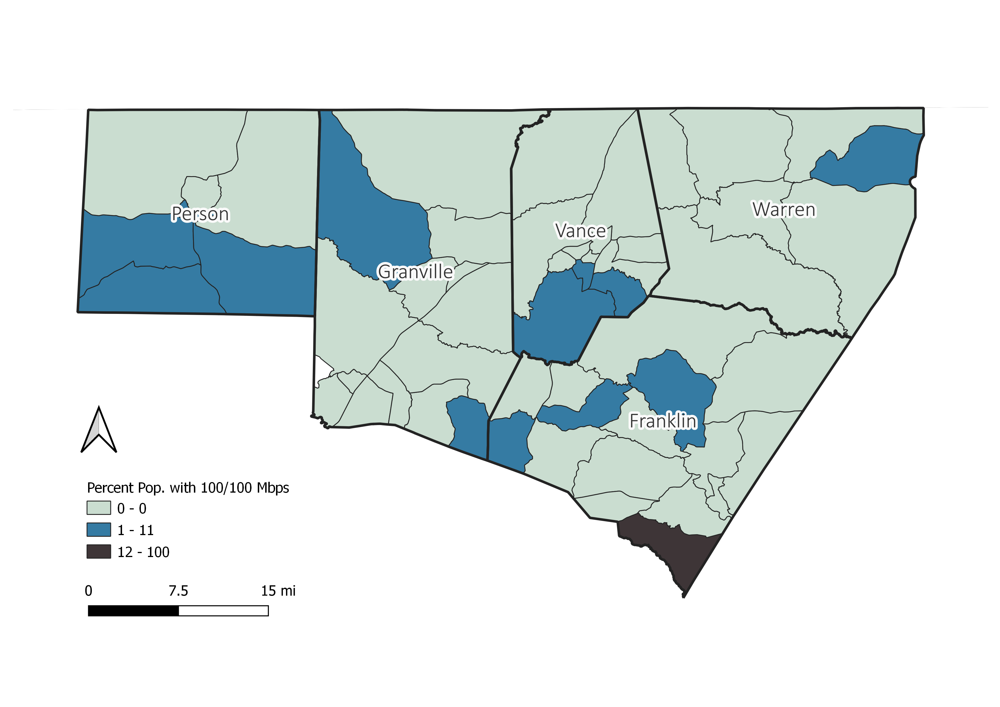 Person
Warren
Vance
Granville
Franklin
Percent Pop. with 100/100 Mbps
0 - 0
1 - 11
12 - 100
0 7.5 15 mi